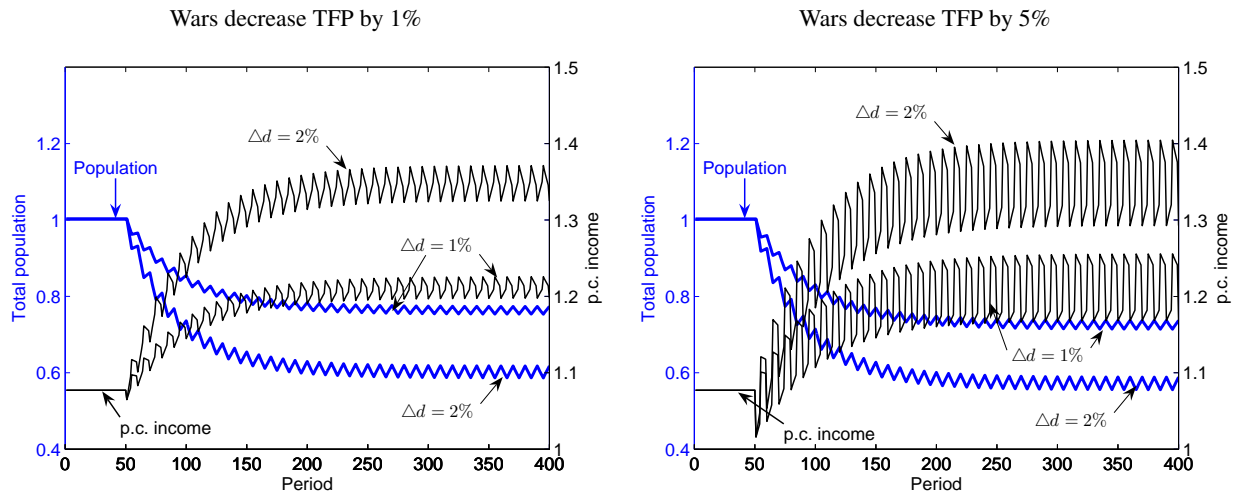 Wars decrease TFP by 1%
1.5
1.4
1.3
1.2
1.1
1
p.c. income
1.2
1
0.8
0.6
0.4
Total population
Population
△d = 2%
△d = 1%
△d = 2%
p.c. income
0 50 100 150 200 250 300 350 400
Period
Wars decrease TFP by 5%
1.5
1.4
1.3
1.2
1.1
1
p.c. income
1.2
1
0.8
0.6
0.4
Total population
Population
△d = 2%
△d = 1%
△d = 2%
p.c. income
0 50 100 150 200 250 300 350 400
Period